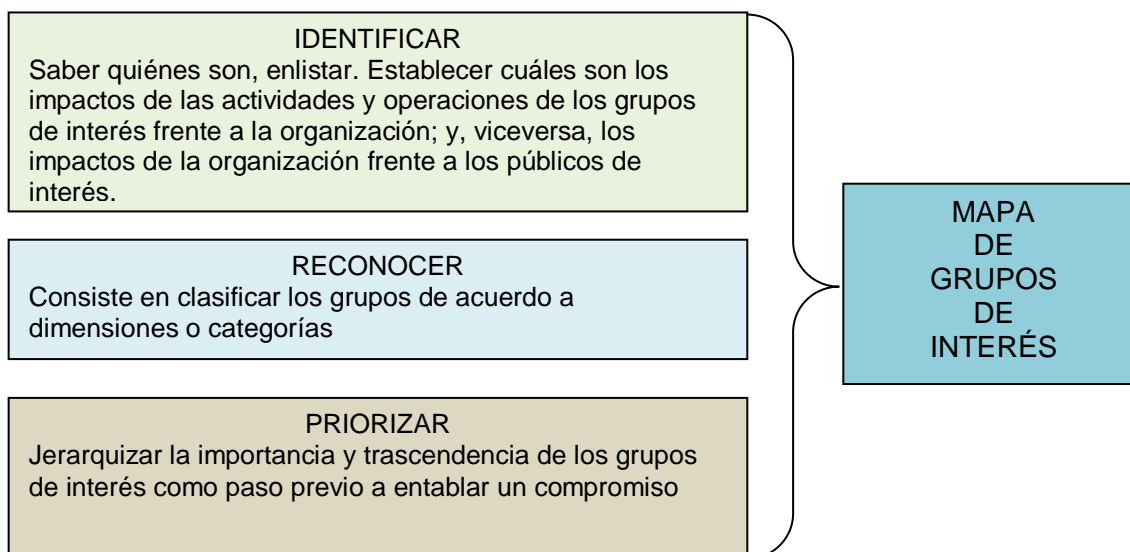 IDENTIFICAR
Saber quiénes son, enlistar. Establecer cuáles son los
impactos de las actividades y operaciones de los grupos
de interés frente a la organización; y, viceversa, los
impactos de la organización frente a los públicos de
interés.
RECONOCER
Consiste en clasificar los grupos de acuerdo a
dimensiones o categorías
PRIORIZAR
Jerarquizar la importancia y trascendencia de los grupos
de interés como paso previo a entablar un compromiso
MAPA
DE
GRUPOS
DE
INTERÉS